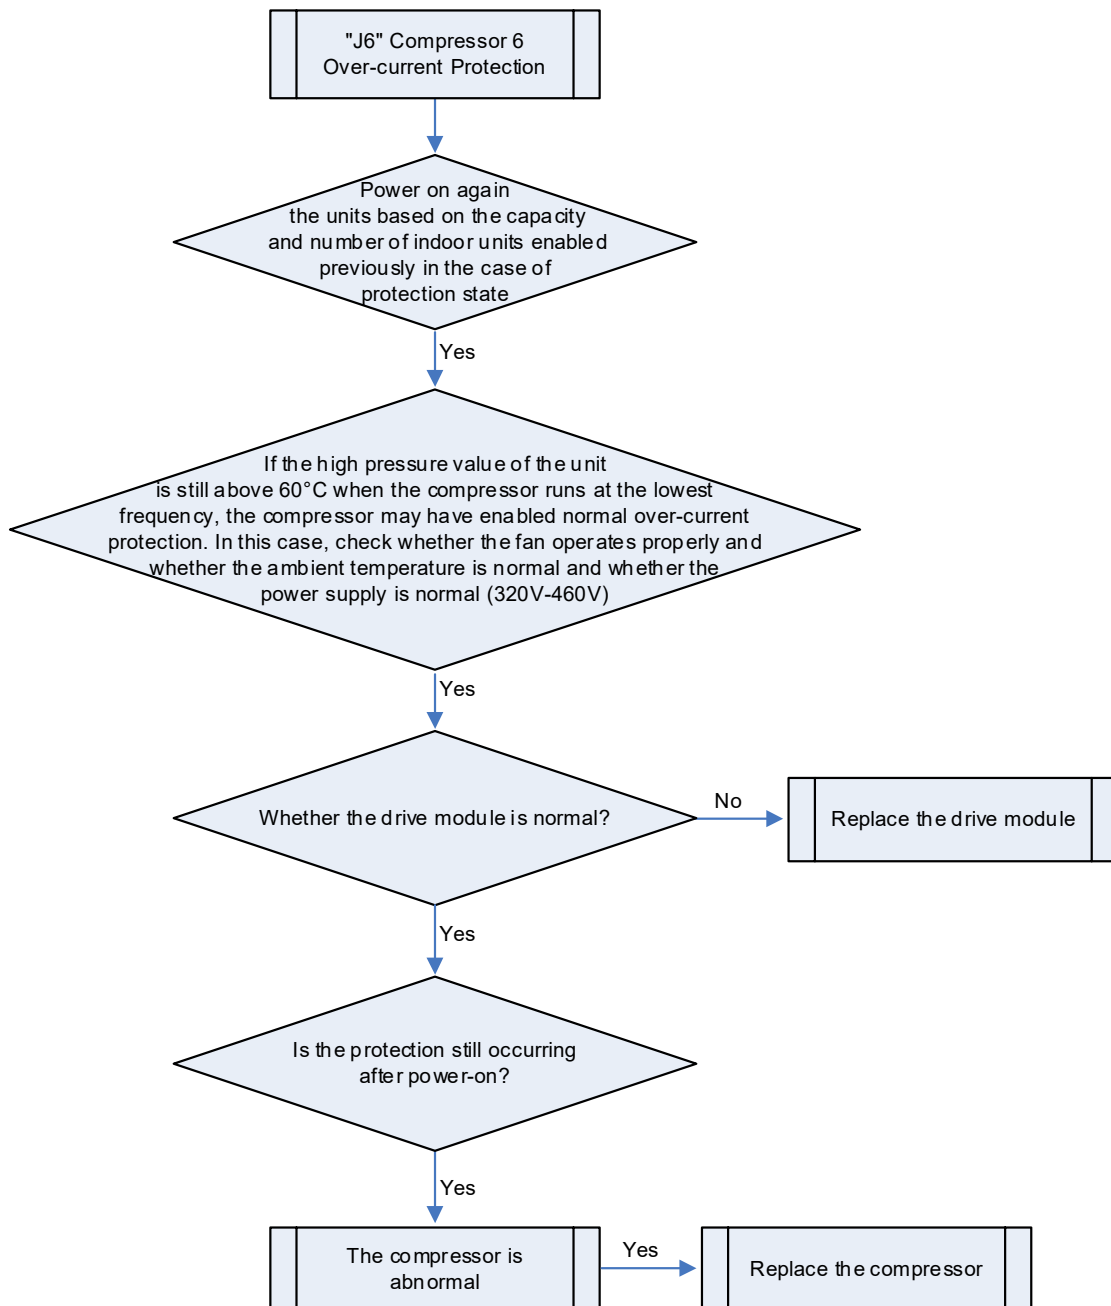 "J6" Compressor 6
Over-current Protection
Power on again
the units based on the capacity
and number of indoor units enabled
previously in the case of
protection state
Yes
If the high pressure value of the unit
is still above 60°C when the compressor runs at the lowest
frequency, the compressor may have enabled normal over-current
protection. In this case, check whether the fan operates properly and
whether the ambient temperature is normal and whether the
power supply is normal (320V-460V)
Yes
Whether the drive module is normal?
No
Replace the drive module
Yes
Is the protection still occurring
after power-on?
Yes
The compressor is
abnormal
Yes
Replace the compressor